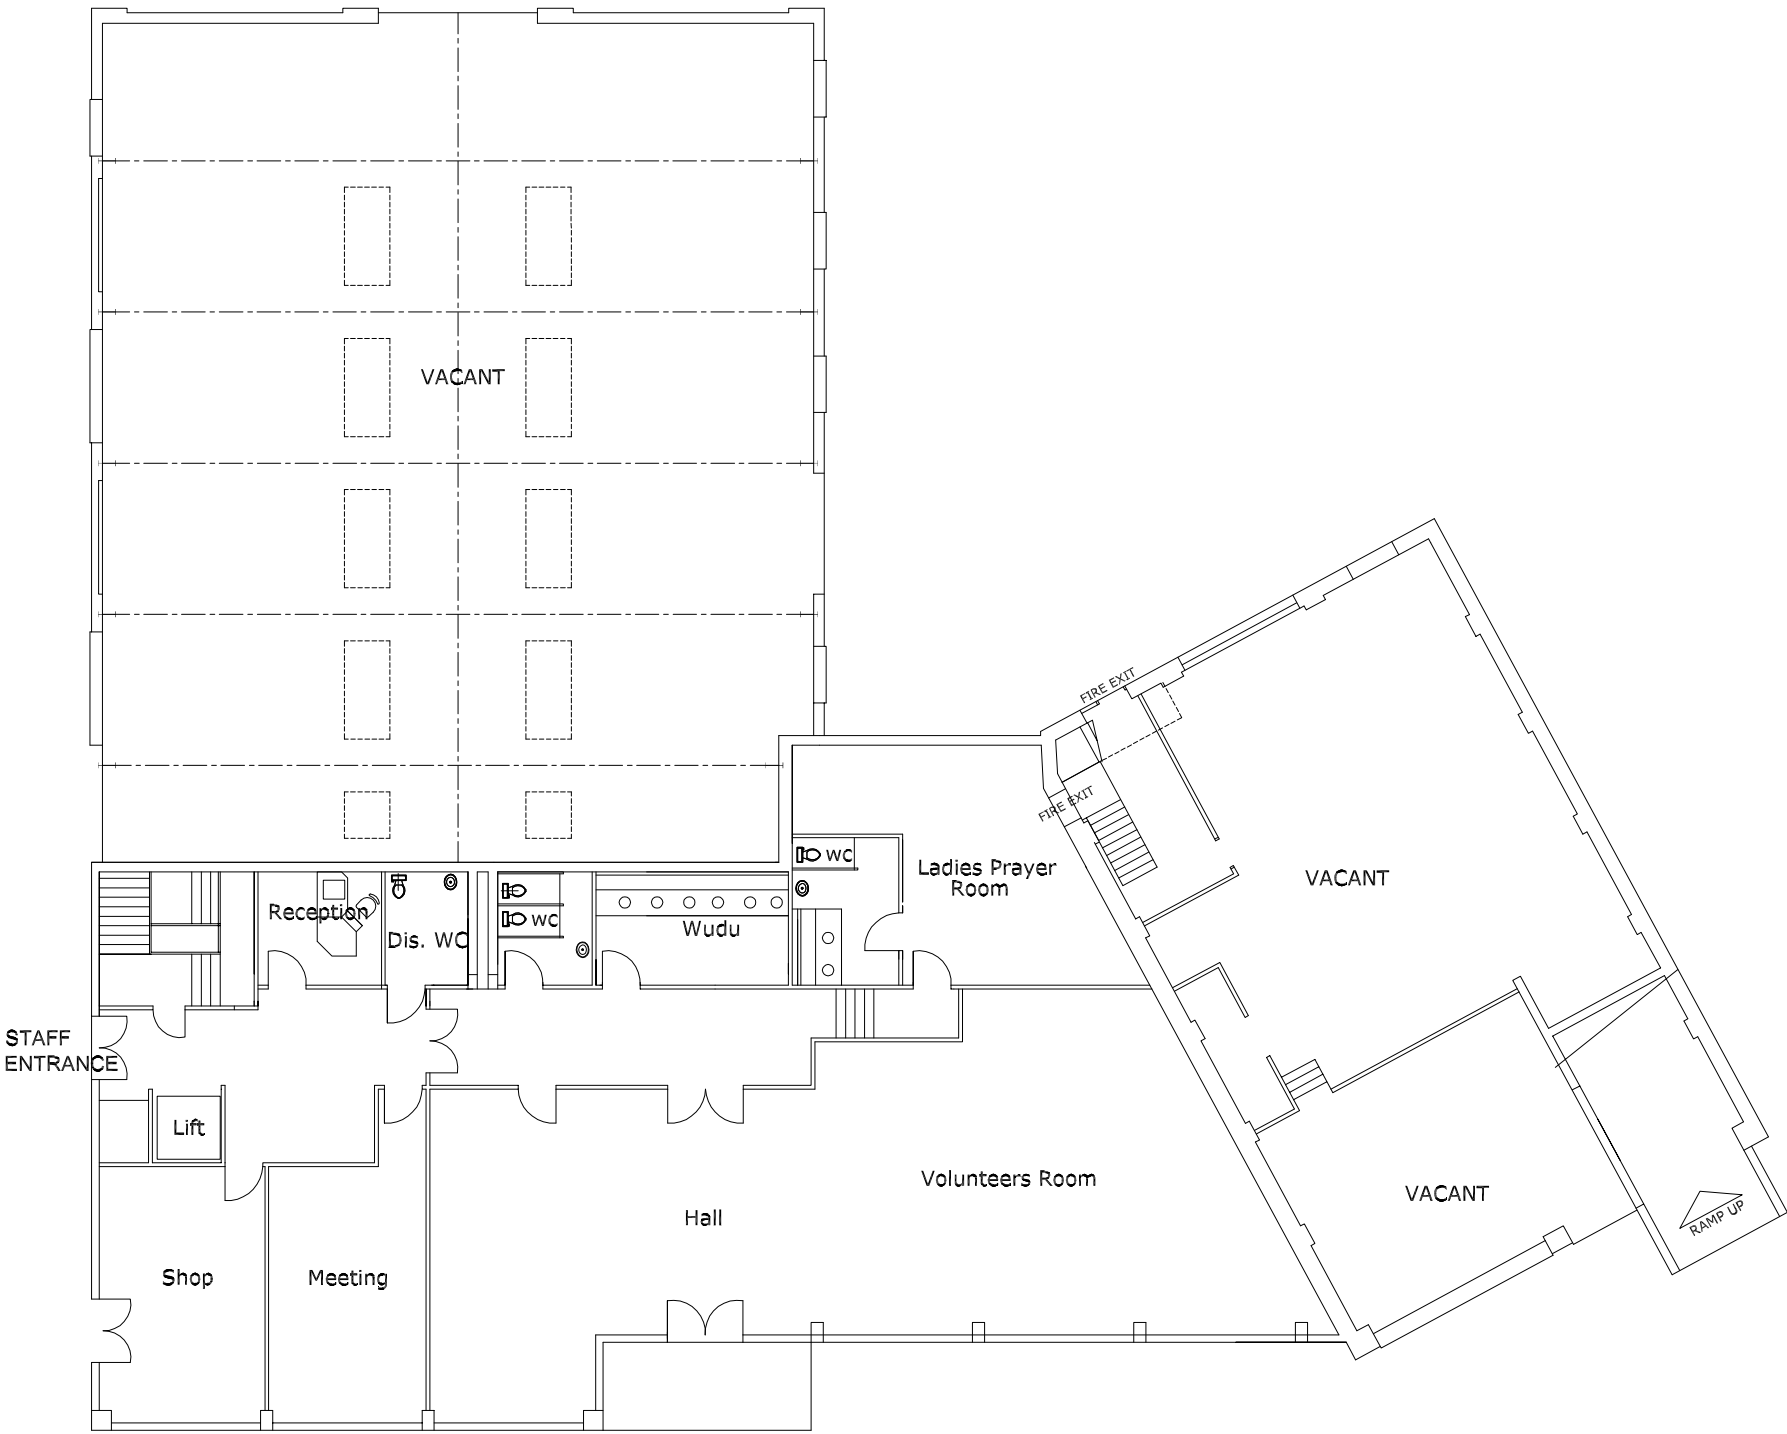 VACANT
FIRE EXIT
FIRE EXIT
WC
Ladies Prayer
Room
VACANT
Reception
Dis. WC
WC
Wudu
STAFF
ENTRANCE
Lift
Volunteers Room
VACANT
Hall
RAMP UP
Shop
Meeting